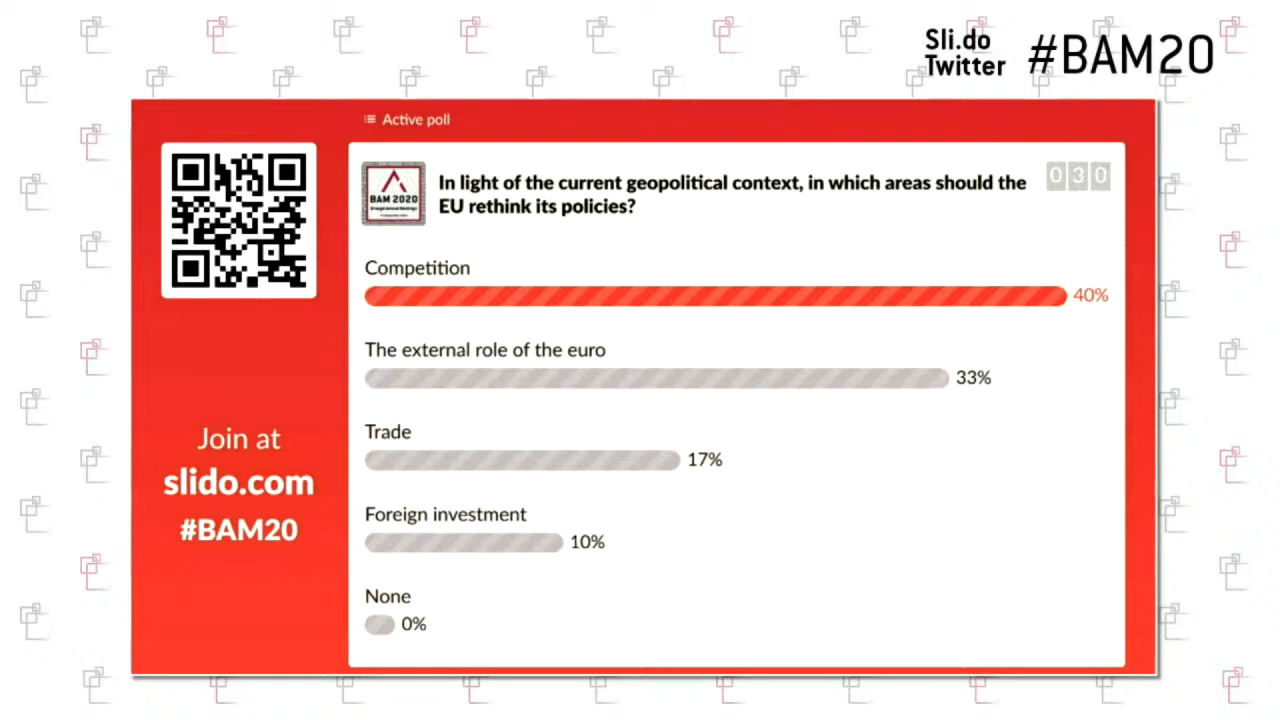 Sli.do
Twitter
#BAM20
Active poll
BAM 2020
In light of the current geopolitical context, in which areas should the
EU rethink its policies?
030
Competition
40%
The external role of the euro
33%
Trade
17%
Foreign investment
10%
None
0%
Join at
slido.com
#BAM20